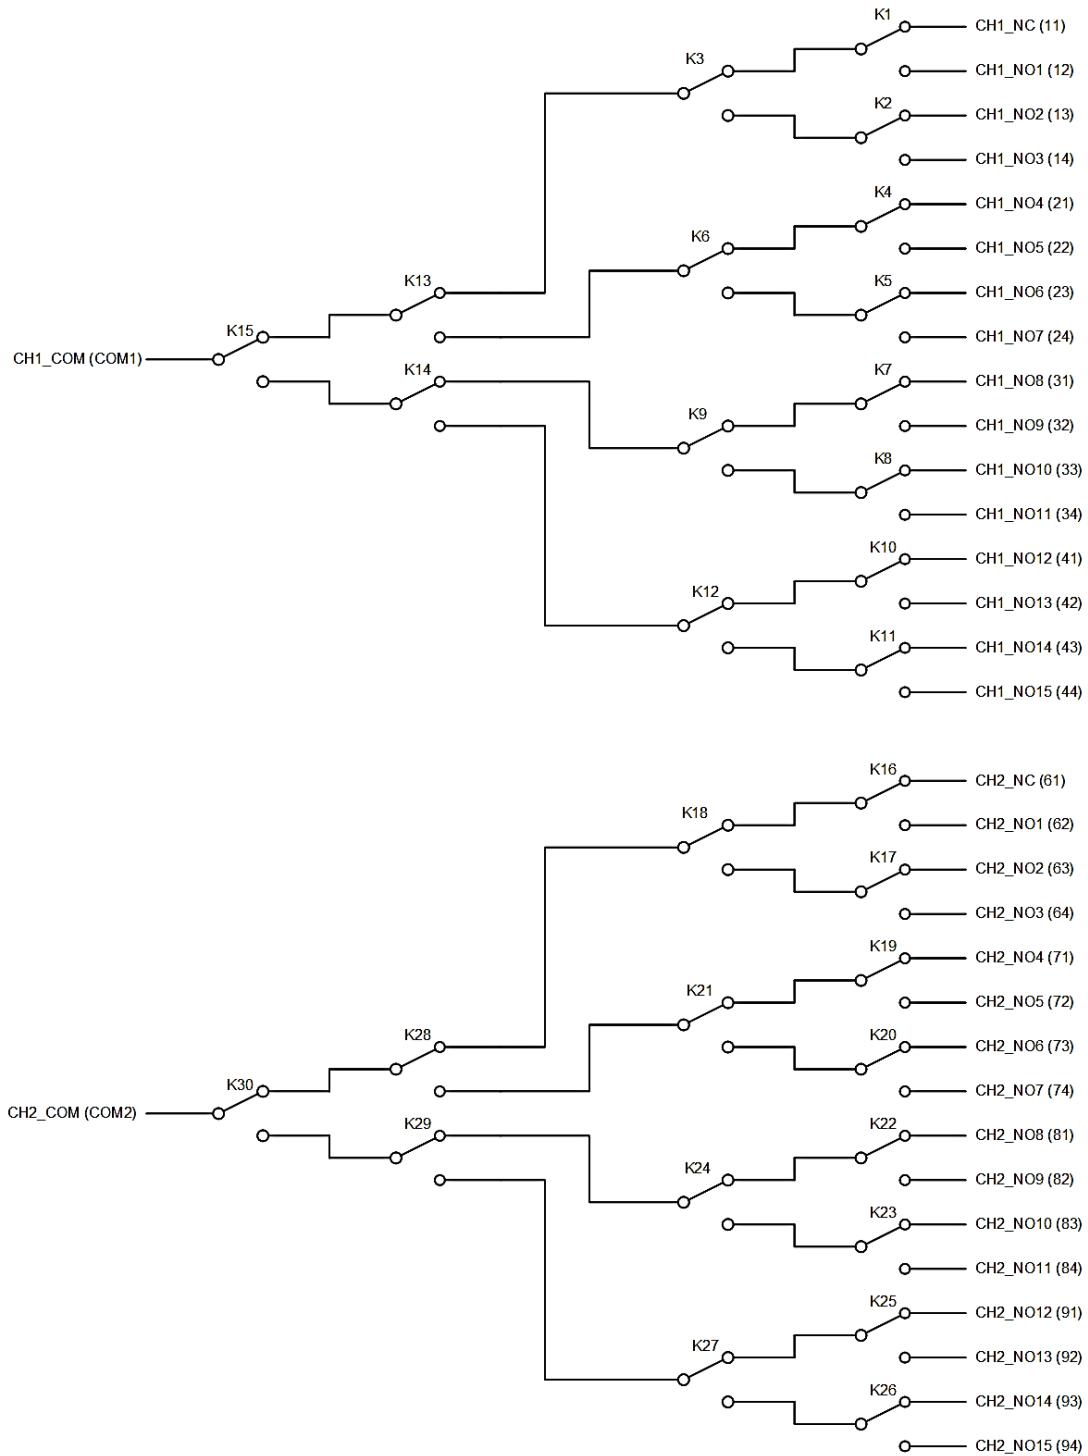 K1
CH1_NC (11)
K3
CH1_NO1 (12)
K2
CH1_NO2 (13)
CH1_NO3 (14)
K4
CH1_NO4 (21)
K6
CH1_NO5 (22)
K13
K5
CH1_NO6 (23)
K15
CH1_NO7 (24)
CH1_COM (COM1)
K14
K7
CH1_NO8 (31)
K9
CH1_NO9 (32)
K8
CH1_NO10 (33)
CH1_NO11 (34)
K10
CH1_NO12 (41)
K12
CH1_NO13 (42)
K11
CH1_NO14 (43)
CH1_NO15 (44)
K16
CH2_NC (61)
K18
CH2_NO1 (62)
K17
CH2_NO2 (63)
CH2_NO3 (64)
K19
CH2_NO4 (71)
K21
CH2_NO5 (72)
K28
K20
CH2_NO6 (73)
K30
CH2_NO7 (74)
CH2_COM (COM2)
K29
K22
CH2_NO8 (81)
K24
CH2_NO9 (82)
K23
CH2_NO10 (83)
CH2_NO11 (84)
K25
CH2_NO12 (91)
K27
CH2_NO13 (92)
K26
CH2_NO14 (93)
CH2_NO15 (94)